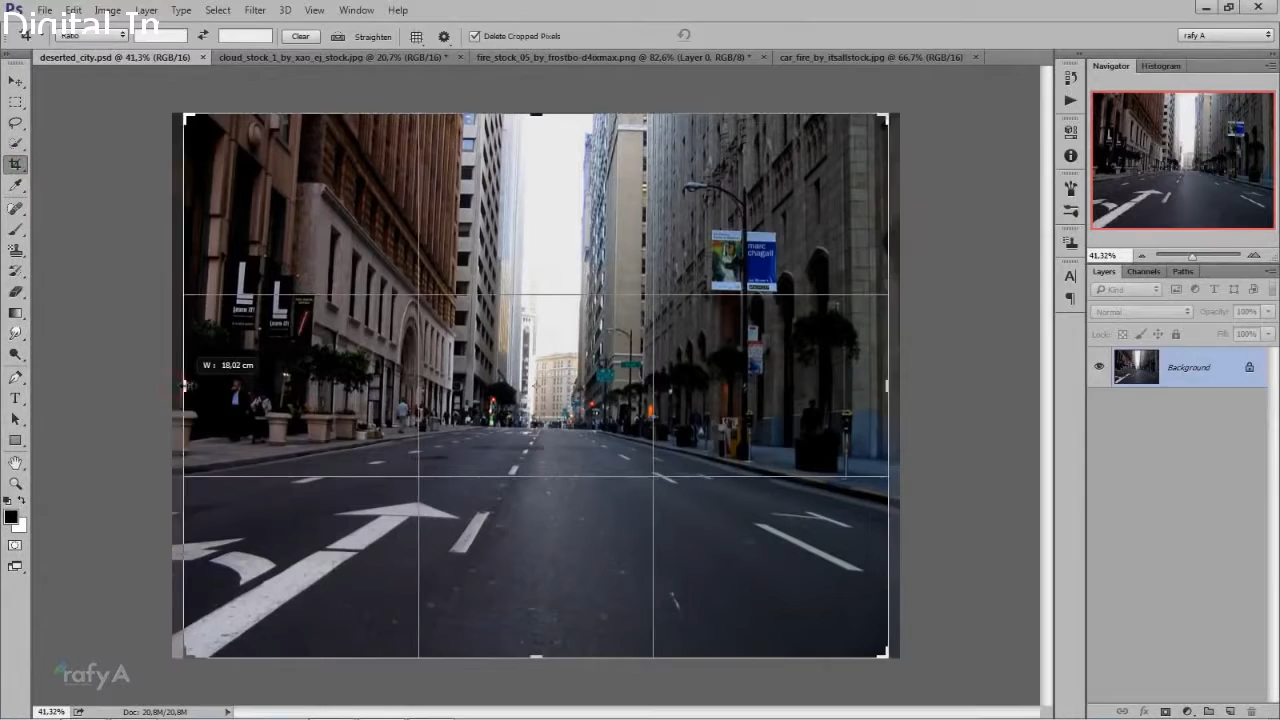 Ps File Edit Image Layer Type Select Filter 3D View Window Help
Digital In
Ratio Clear Straighten Delete Cropped Pixels rafy A
deserted_city.psd @ 41,3% (RGB/16) × cloud_stock_1_by_xao_ej_stock.jpg @ 20,7% (RGB/16) * × fire_stock_05_by_frostbo-d4ixmax.png @ 82,6% (Layer 0, RGB/8) * × car_fire_by_itsallstock.jpg @ 66,7% (RGB/16) ×
Navigator Histogram
marc
chagall
L L
W : 18,02 cm
41,32%
Layers Channels Paths
Kind
Normal Opacity: 100%
Lock: Fill: 100%
Background
rafy A
41,32% Doc: 20,8M/20,8M